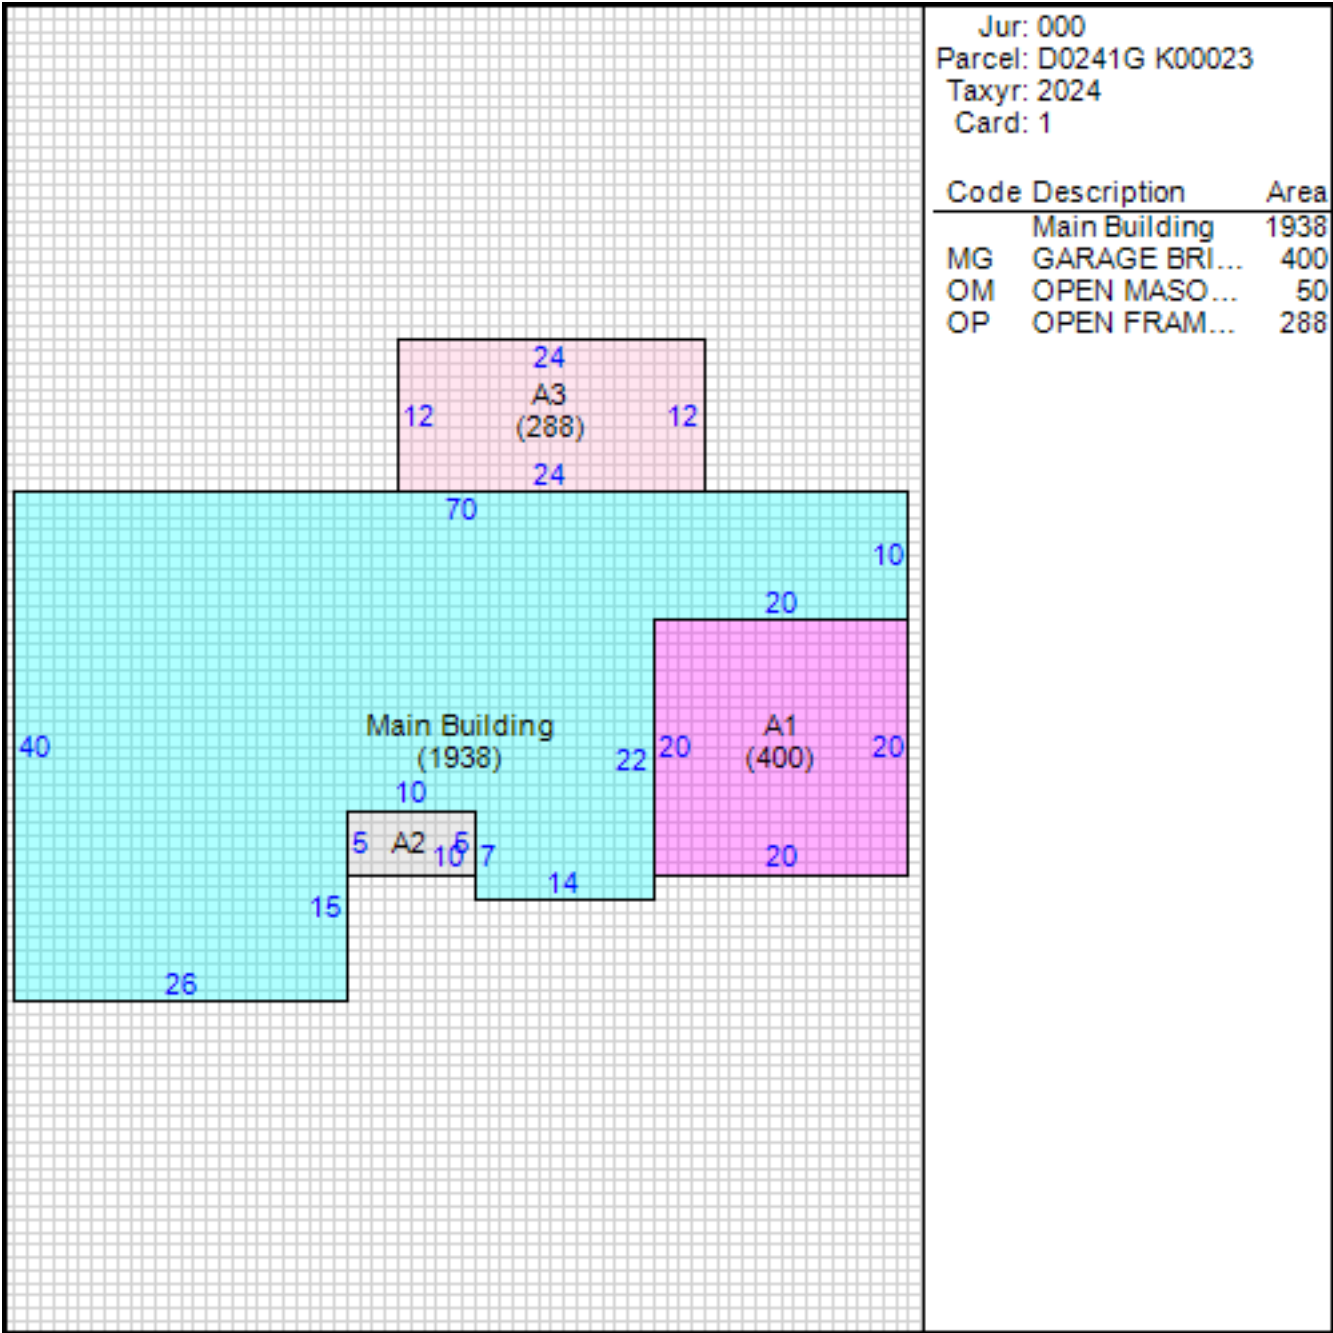 Jur: 000
Parcel: D0241G K00023
Taxyr: 2024
Card: 1
Code Description Area
Main Building 1938
MG GARAGE BRI... 400
OM OPEN MASO... 50
OP OPEN FRAM... 288
24
A3
12 12
(288)
24
70
10
20
Main Building A1
40 22 20 20
(1938) (400)
10
5 A2 5
10 7 20
14
15
26